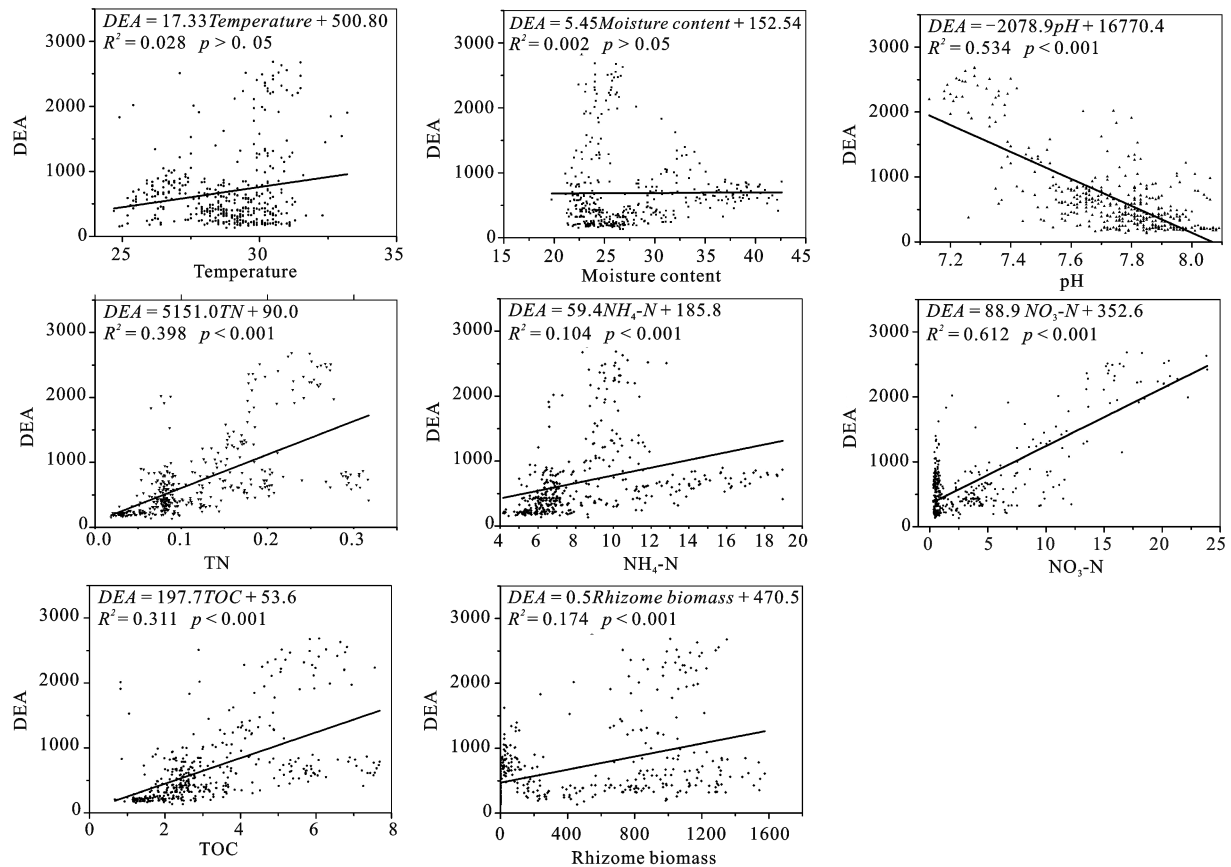 DEA = 17.33Temperature + 500.80
R² = 0.028 p > 0.05
3500
3000
2000
1000
0
DEA
25 30 35
Temperature
DEA = 5.45Moisture content + 152.54
R² = 0.002 p > 0.05
3000
2000
1000
0
DEA
15 20 25 30 35 40 45
Moisture content
DEA = −2078.9pH + 16770.4
R² = 0.534 p < 0.001
3000
2000
1000
0
DEA
7.2 7.4 7.6 7.8 8.0
pH
DEA = 5151.0TN + 90.0
R² = 0.398 p < 0.001
3000
2000
1000
0
DEA
0.0 0.1 0.2 0.3
TN
DEA = 59.4NH₄-N + 185.8
R² = 0.104 p < 0.001
3000
2000
1000
0
DEA
4 6 8 10 12 14 16 18 20
NH₄-N
DEA = 88.9 NO₃-N + 352.6
R² = 0.612 p < 0.001
3000
2000
1000
0
DEA
0 5 10 15 20 25
NO₃-N
DEA = 197.7TOC + 53.6
R² = 0.311 p < 0.001
3000
2000
1000
0
DEA
0 2 4 6 8
TOC
DEA = 0.5Rhizome biomass + 470.5
R² = 0.174 p < 0.001
3000
2000
1000
0
DEA
0 400 800 1200 1600
Rhizome biomass